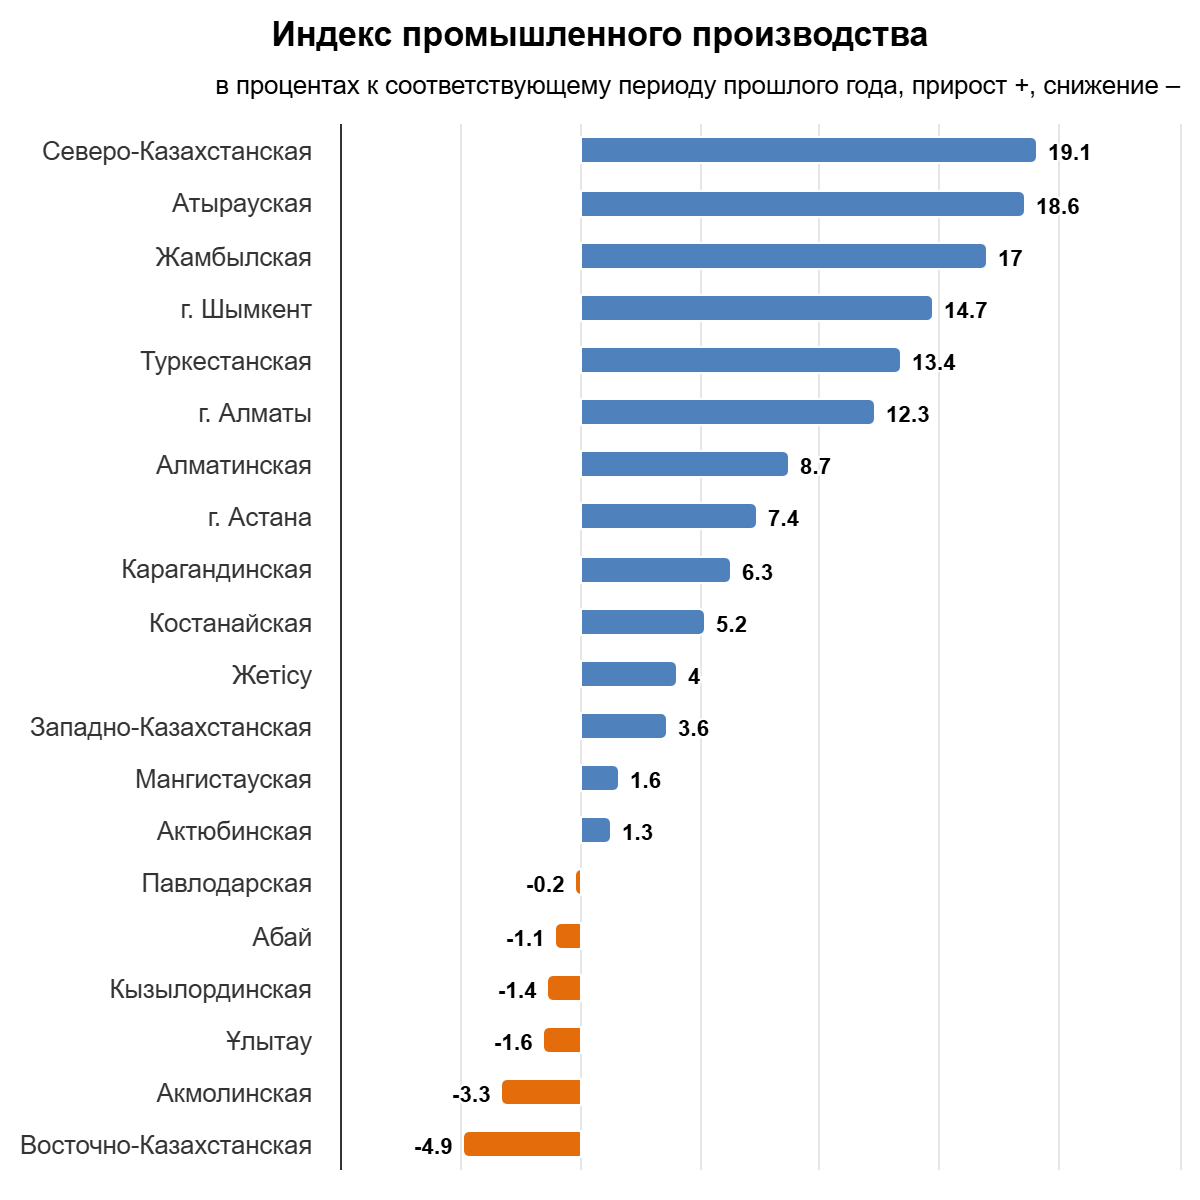 Индекс промышленного производства
в процентах к соответствующему периоду прошлого года, прирост +, снижение –
Северо-Казахстанская 19.1
Атырауская 18.6
Жамбылская 17
г. Шымкент 14.7
Туркестанская 13.4
г. Алматы 12.3
Алматинская 8.7
г. Астана 7.4
Карагандинская 6.3
Костанайская 5.2
Жетісу 4
Западно-Казахстанская 3.6
Мангистауская 1.6
Актюбинская 1.3
Павлодарская -0.2
Абай -1.1
Кызылординская -1.4
Ұлытау -1.6
Акмолинская -3.3
Восточно-Казахстанская -4.9